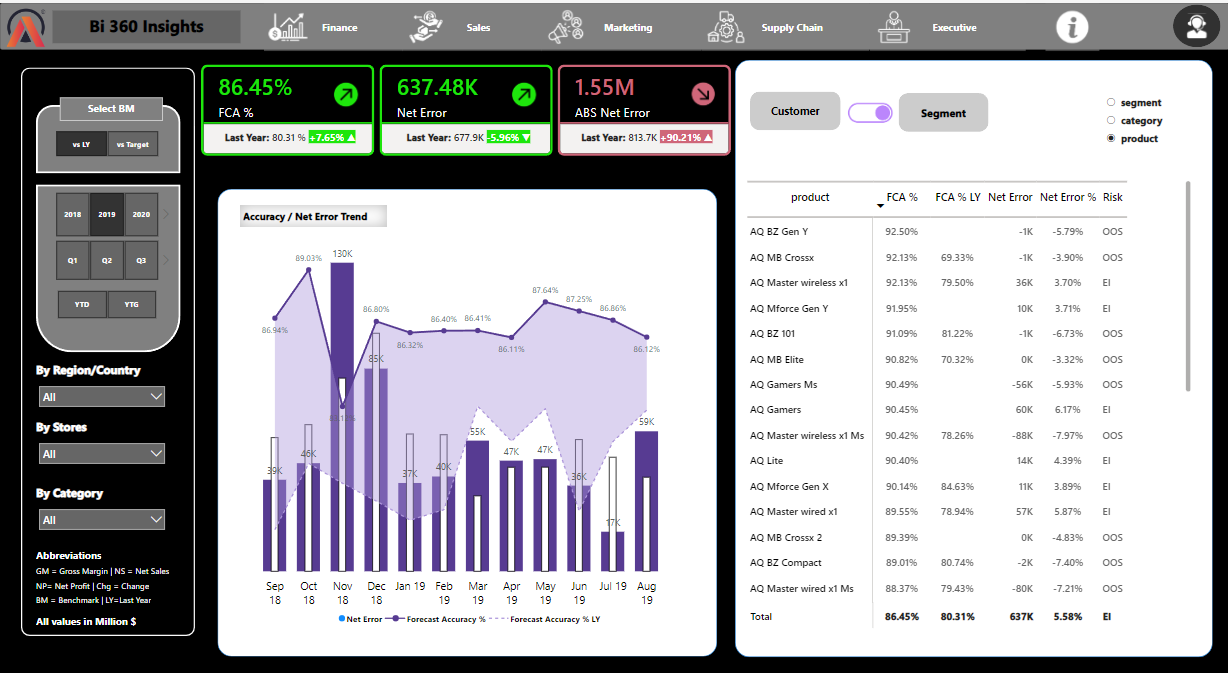 Bi 360 Insights
Finance
Sales
Marketing
Supply Chain
Executive
Select BM
vs LY
vs Target
2018
2019
2020
Q1
Q2
Q3
YTD
YTG
By Region/Country
All
By Stores
All
By Category
All
Abbreviations
GM = Gross Margin | NS = Net Sales
NP= Net Profit | Chg = Change
BM = Benchmark | LY=Last Year
All values in Million $
86.45%
FCA %
Last Year: 80.31 % +7.65% ▲
637.48K
Net Error
Last Year: 677.9K -5.96% ▼
1.55M
ABS Net Error
Last Year: 813.7K +90.21% ▲
Accuracy / Net Error Trend
130K
89.03%
87.64%
87.25%
86.80%
86.40%
86.41%
86.86%
86.94%
86.32%
86.11%
86.12%
85K
59K
55K
47K
47K
46K
39K
37K
40K
36K
17K
Sep 18
Oct 18
Nov 18
Dec 18
Jan 19
Feb 19
Mar 19
Apr 19
May 19
Jun 19
Jul 19
Aug 19
Net Error
Forecast Accuracy %
Forecast Accuracy % LY
Customer
Segment
segment
category
product
product FCA % FCA % LY Net Error Net Error % Risk
AQ BZ Gen Y 92.50% -1K -5.79% OOS
AQ MB Crossx 92.13% 69.33% -1K -3.90% OOS
AQ Master wireless x1 92.13% 79.50% 36K 3.70% EI
AQ Mforce Gen Y 91.95% 10K 3.71% EI
AQ BZ 101 91.09% 81.22% -1K -6.73% OOS
AQ MB Elite 90.82% 70.32% 0K -3.32% OOS
AQ Gamers Ms 90.49% -56K -5.93% OOS
AQ Gamers 90.45% 60K 6.17% EI
AQ Master wireless x1 Ms 90.42% 78.26% -88K -7.97% OOS
AQ Lite 90.40% 14K 4.39% EI
AQ Mforce Gen X 90.14% 84.63% 11K 3.89% EI
AQ Master wired x1 89.55% 78.94% 57K 5.87% EI
AQ MB Crossx 2 89.39% 0K -4.83% OOS
AQ BZ Compact 89.01% 80.74% -2K -7.40% OOS
AQ Master wired x1 Ms 88.37% 79.43% -80K -7.21% OOS
Total 86.45% 80.31% 637K 5.58% EI